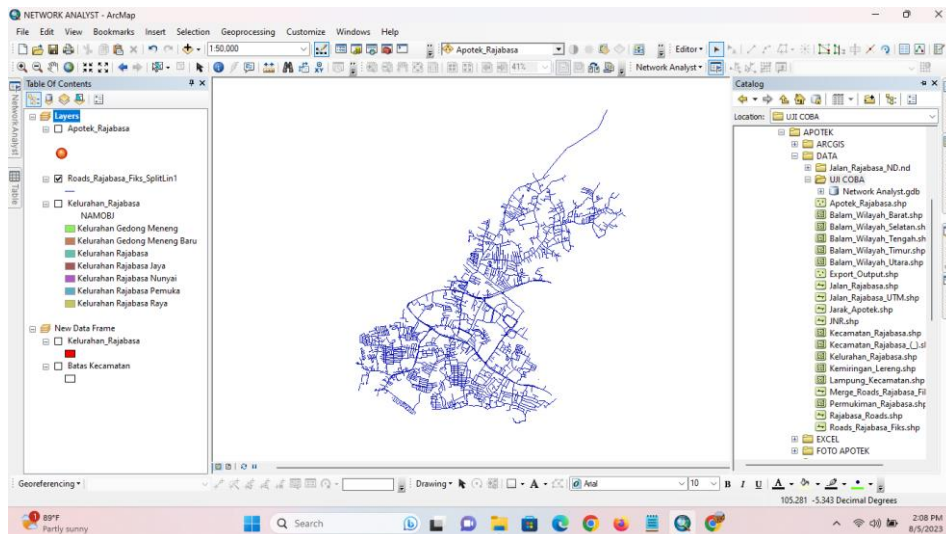 NETWORK ANALYST - ArcMap
File Edit View Bookmarks Insert Selection Geoprocessing Customize Windows Help
1:50,000
Apotek_Rajabasa
Editor
41%
Network Analyst
Table Of Contents
Layers
Apotek_Rajabasa
Roads_Rajabasa_Fiks_SplitLin1
Kelurahan_Rajabasa
NAMOBJ
Kelurahan Gedong Meneng
Kelurahan Gedong Meneng Baru
Kelurahan Rajabasa
Kelurahan Rajabasa Jaya
Kelurahan Rajabasa Nunyai
Kelurahan Rajabasa Pemuka
Kelurahan Rajabasa Raya
New Data Frame
Kelurahan_Rajabasa
Batas Kecamatan
NetworkAnalyst
Table
Catalog
Location: UJI COBA
APOTEK
ARCGIS
DATA
Jalan_Rajabasa_ND.nd
UJI COBA
Network Analyst.gdb
Apotek_Rajabasa.shp
Balam_Wilayah_Barat.shp
Balam_Wilayah_Selatan.sh
Balam_Wilayah_Tengah.sh
Balam_Wilayah_Timur.shp
Balam_Wilayah_Utara.shp
Export_Output.shp
Jalan_Rajabasa.shp
Jalan_Rajabasa_UTM.shp
Jarak_Apotek.shp
JNR.shp
Kecamatan_Rajabasa.shp
Kecamatan_Rajabasa_(_).sl
Kelurahan_Rajabasa.shp
Kemiringan_Lereng.shp
Lampung_Kecamatan.shp
Merge_Roads_Rajabasa_Fil
Permukiman_Rajabasa.shp
Rajabasa_Roads.shp
Roads_Rajabasa_Fiks.shp
EXCEL
FOTO APOTEK
Georeferencing
Drawing
A
Arial
10
B I U A
105.281 -5.343 Decimal Degrees
1
89°F
Partly sunny
Search
2:08 PM
8/5/2023